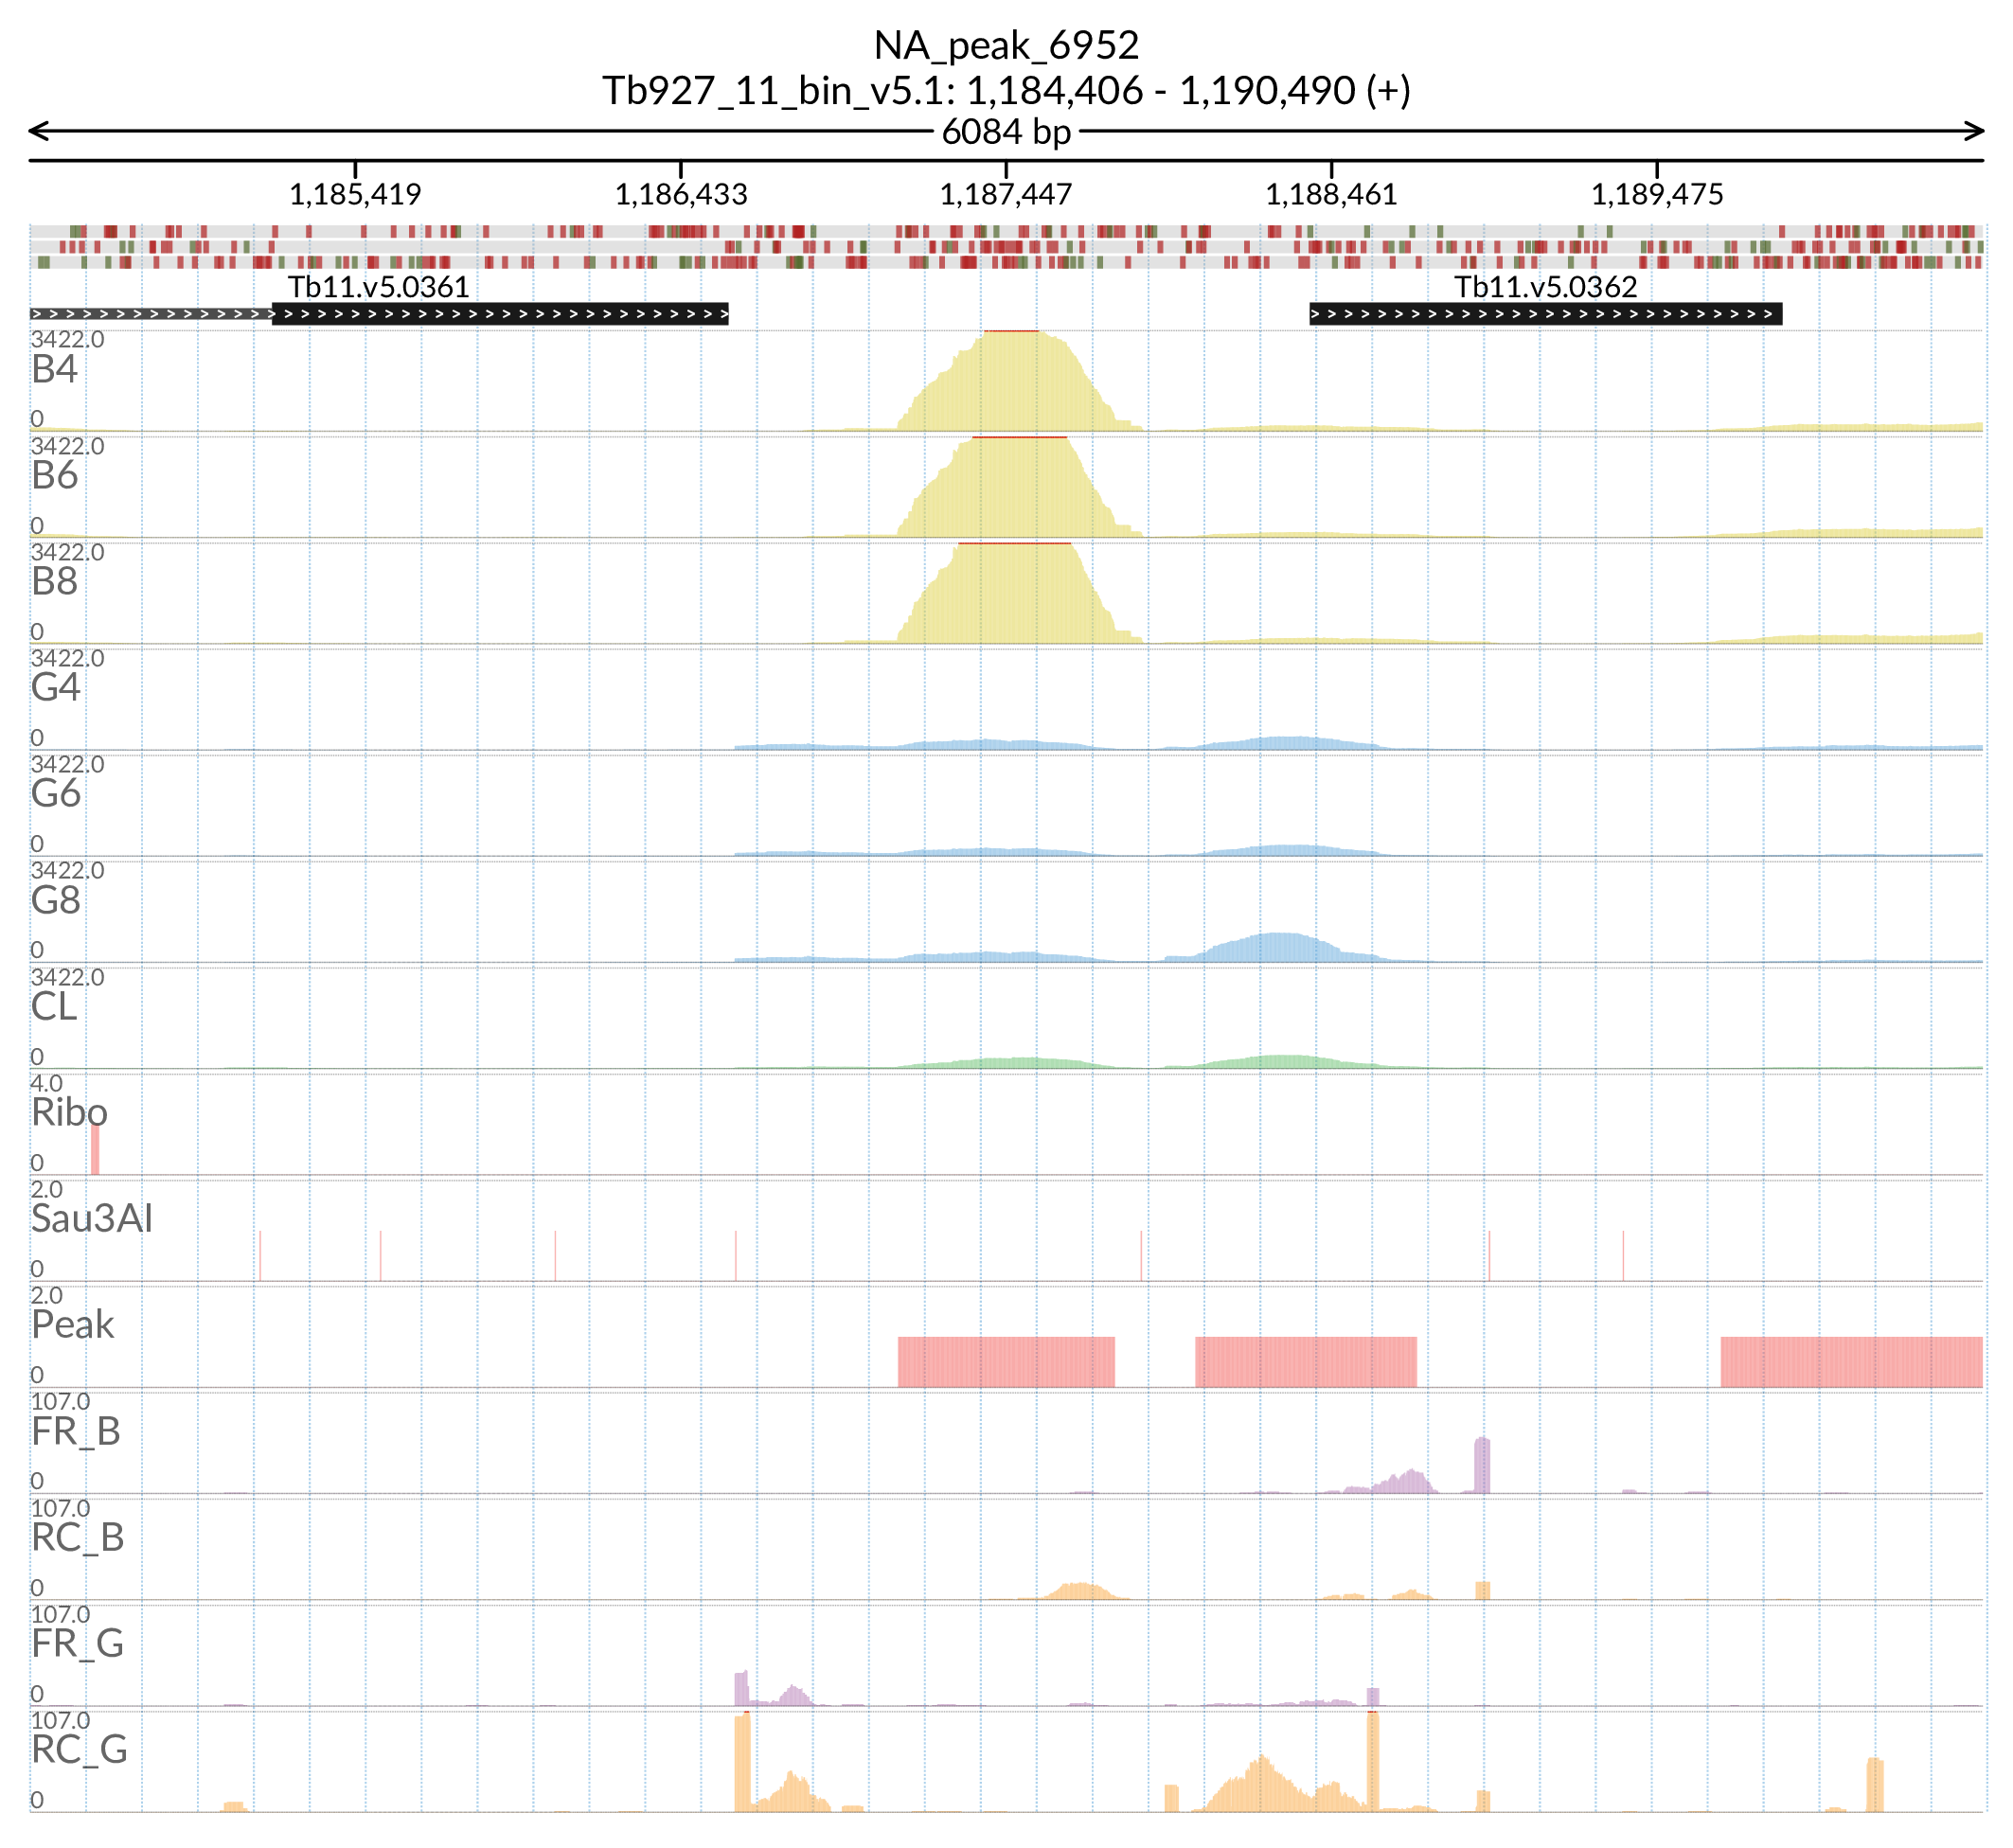 NA_peak_6952
Tb927_11_bin_v5.1: 1,184,406 - 1,190,490 (+)
6084 bp
1,185,419 1,186,433 1,187,447 1,188,461 1,189,475
Tb11.v5.0361 Tb11.v5.0362
3422.0
B4
0
3422.0
B6
0
3422.0
B8
0
3422.0
G4
0
3422.0
G6
0
3422.0
G8
0
3422.0
CL
0
4.0
Ribo
0
2.0
Sau3AI
0
2.0
Peak
0
107.0
FR_B
0
107.0
RC_B
0
107.0
FR_G
0
107.0
RC_G
0